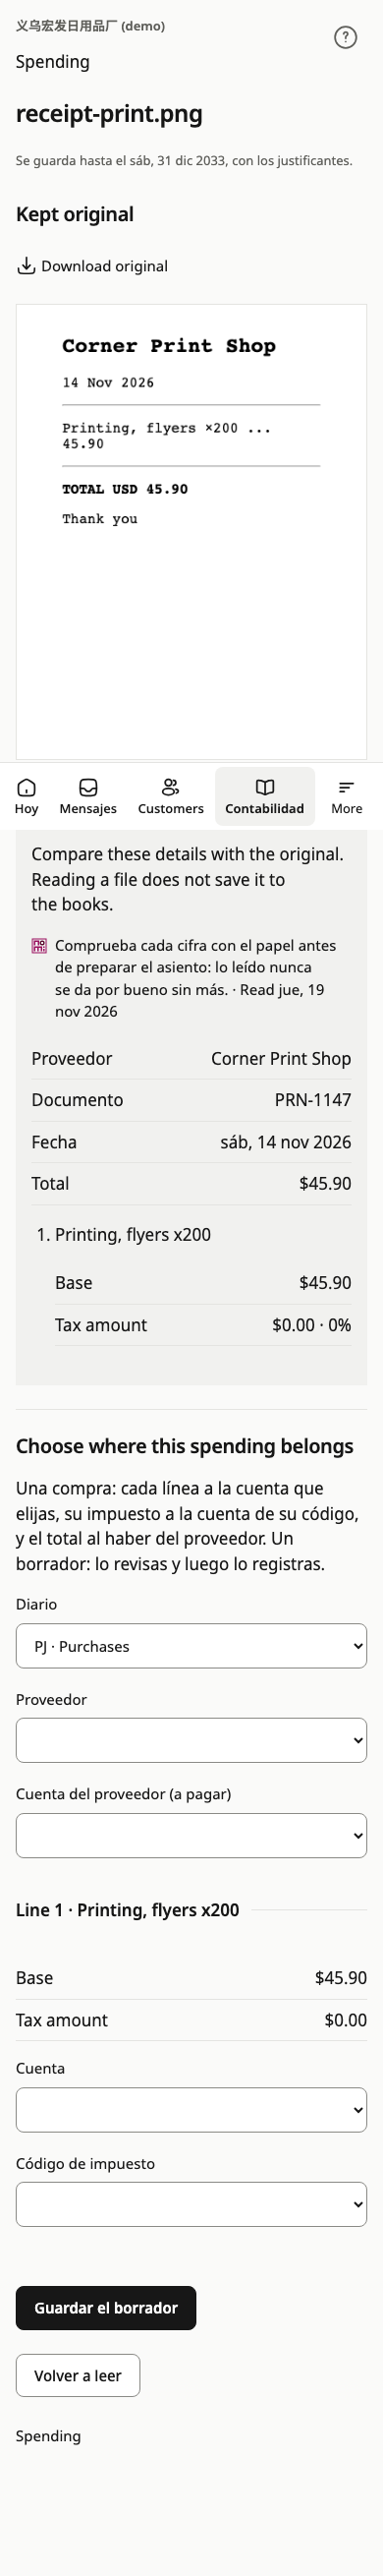 义乌宏发日用品厂 (demo)
Spending
receipt-print.png
Se guarda hasta el sáb, 31 dic 2033, con los justificantes.
Kept original
Download original
Corner Print Shop
14 Nov 2026
Printing, flyers ×200 ...
45.90
TOTAL USD 45.90
Thank you
Hoy
Mensajes
Customers
Contabilidad
More
Compare these details with the original.
Reading a file does not save it to
the books.
Comprueba cada cifra con el papel antes
de preparar el asiento: lo leído nunca
se da por bueno sin más. · Read jue, 19
nov 2026
Proveedor Corner Print Shop
Documento PRN-1147
Fecha sáb, 14 nov 2026
Total $45.90
1. Printing, flyers x200
Base $45.90
Tax amount $0.00 · 0%
Choose where this spending belongs
Una compra: cada línea a la cuenta que
elijas, su impuesto a la cuenta de su código,
y el total al haber del proveedor. Un
borrador: lo revisas y luego lo registras.
Diario
PJ · Purchases
Proveedor
Cuenta del proveedor (a pagar)
Line 1 · Printing, flyers x200
Base $45.90
Tax amount $0.00
Cuenta
Código de impuesto
Guardar el borrador
Volver a leer
Spending